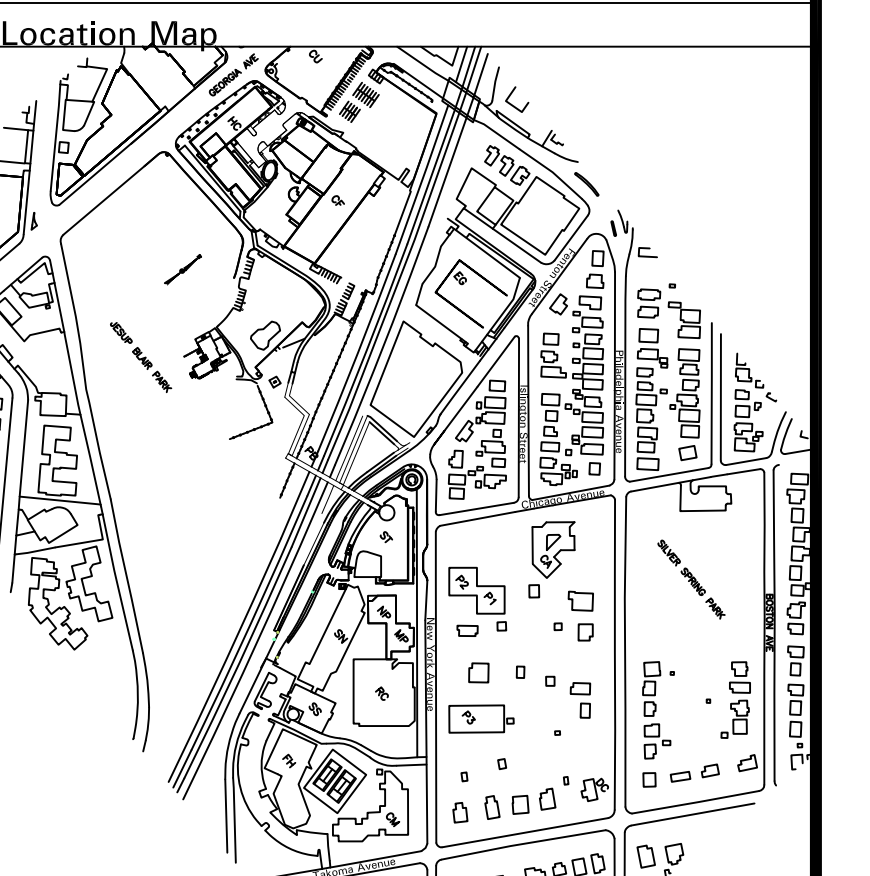 Location Map
GEORGIA AVE
CU
HC
CF
EG
Fenton Street
JESUP BLAIR PARK
Philadelphia Avenue
Islington Street
PB
Chicago Avenue
ST
CA
SILVER SPRING PARK
P2
P1
BOSTON AVE
NP
MP
SN
New York Avenue
RC
SS
P3
FH
DC
CM
Takoma Avenue